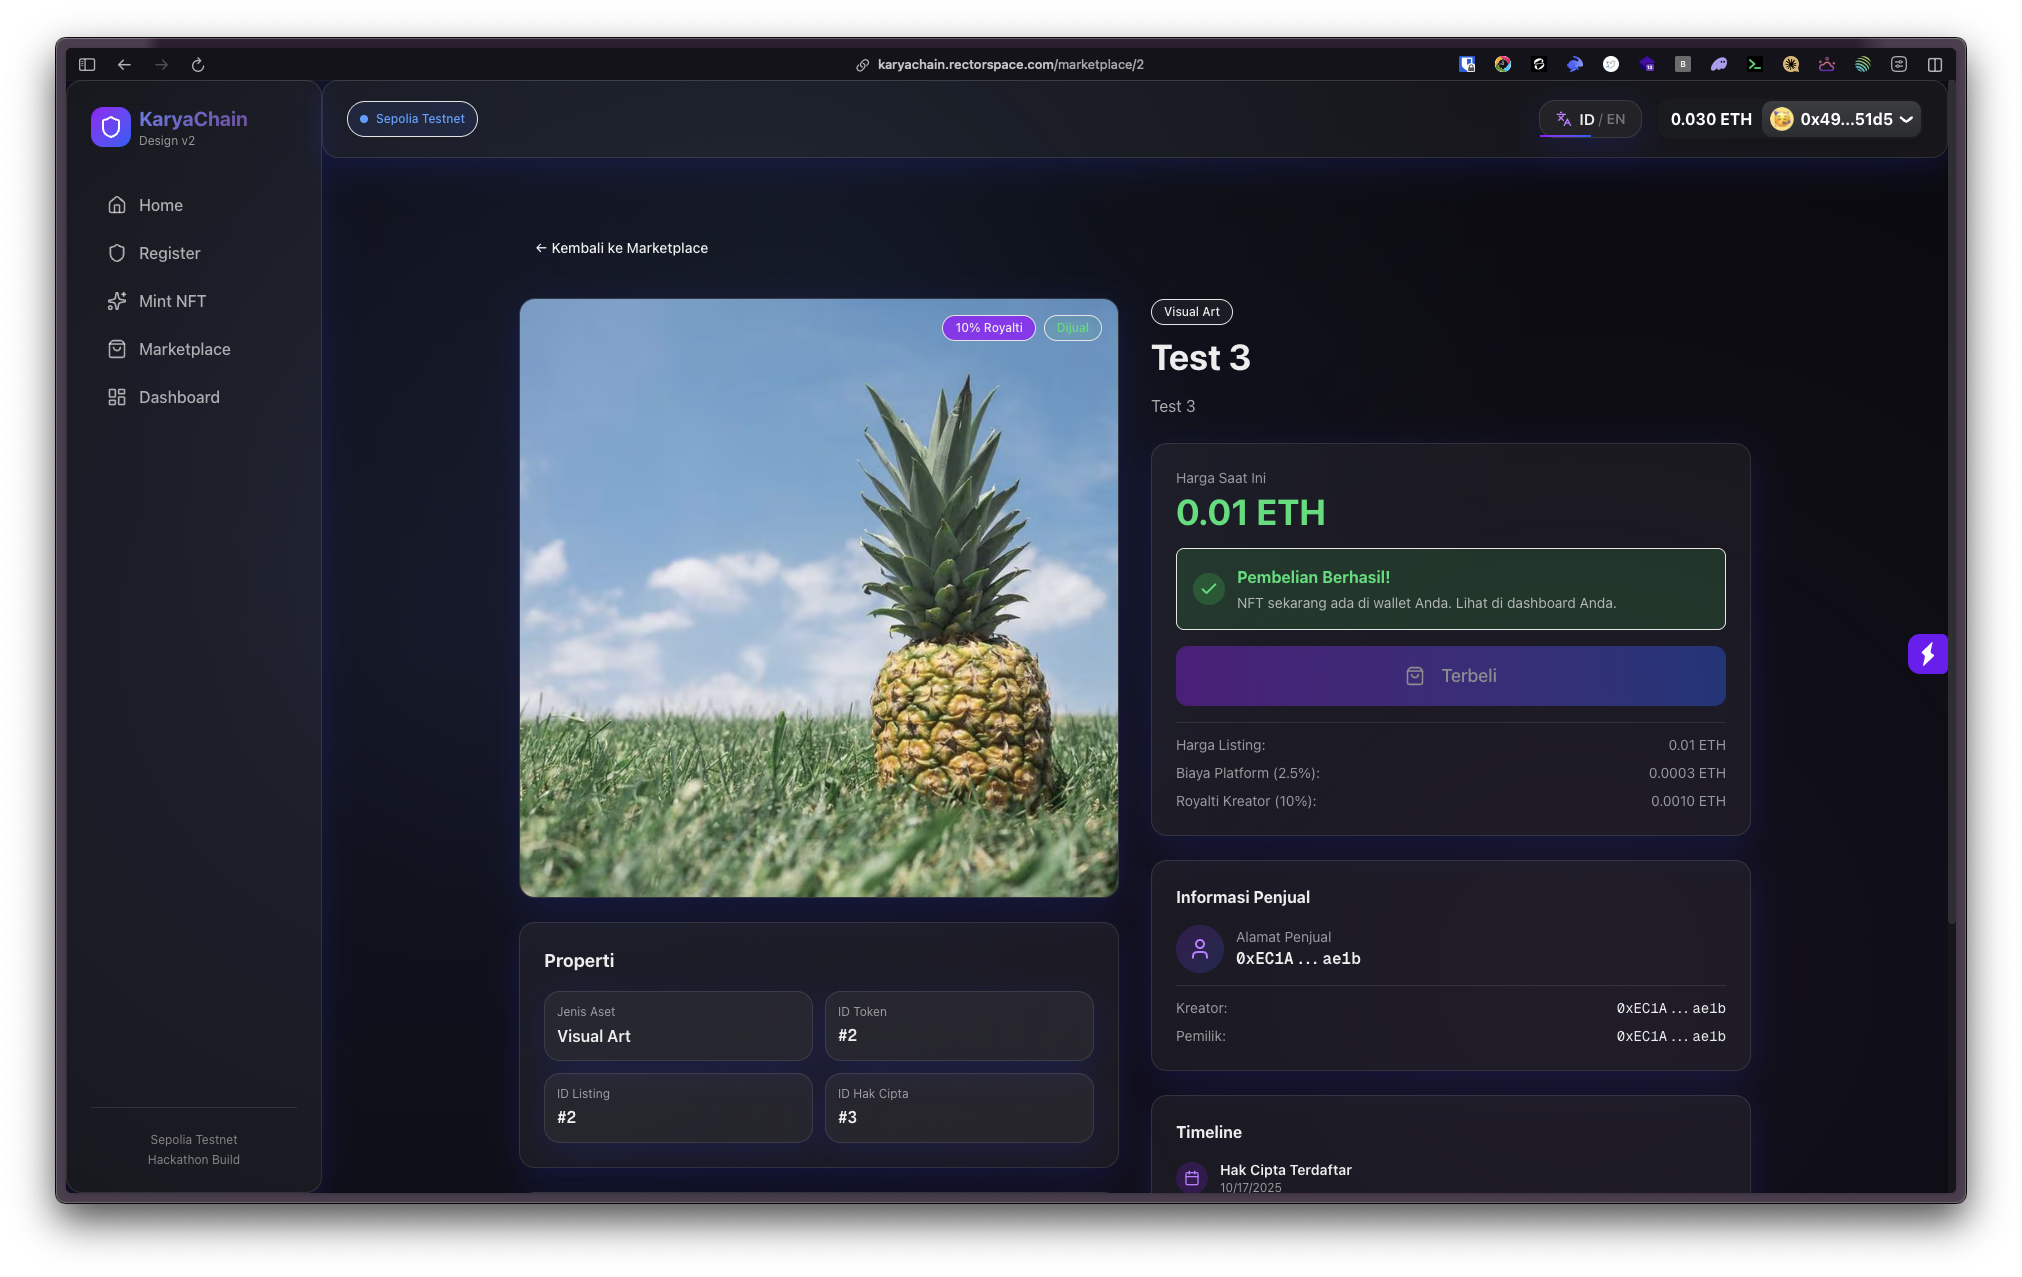 karyachain.rectorspace.com/marketplace/2
KaryaChain
Design v2
Home
Register
Mint NFT
Marketplace
Dashboard
Sepolia Testnet
Hackathon Build
Sepolia Testnet
ID / EN
0.030 ETH
0x49...51d5
← Kembali ke Marketplace
10% Royalti
Dijual
Properti
Jenis Aset
Visual Art
ID Token
#2
ID Listing
#2
ID Hak Cipta
#3
Visual Art
Test 3
Test 3
Harga Saat Ini
0.01 ETH
Pembelian Berhasil!
NFT sekarang ada di wallet Anda. Lihat di dashboard Anda.
Terbeli
Harga Listing: 0.01 ETH
Biaya Platform (2.5%): 0.0003 ETH
Royalti Kreator (10%): 0.0010 ETH
Informasi Penjual
Alamat Penjual
0xEC1A...ae1b
Kreator: 0xEC1A...ae1b
Pemilik: 0xEC1A...ae1b
Timeline
Hak Cipta Terdaftar
10/17/2025